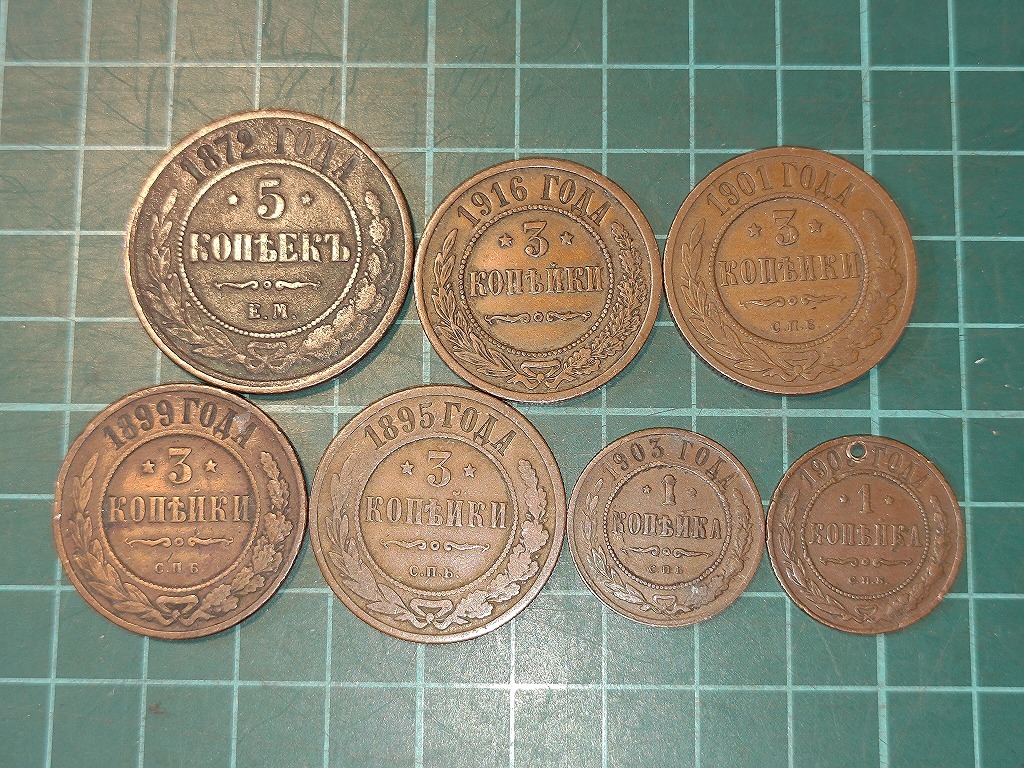 1872 ГОДА
5
КОПѢЕКЪ
Е.М.
1916 ГОДА
3
КОПѢЙКИ
1901 ГОДА
3
КОПѢЙКИ
С.П.Б.
1899 ГОДА
3
КОПѢЙКИ
С.П.Б.
1895 ГОДА
3
КОПѢЙКИ
С.П.Б.
1903 ГОДА
1
КОПѢЙКА
С.П.Б.
ГОДА
1
КОПѢЙКА
С.П.Б.